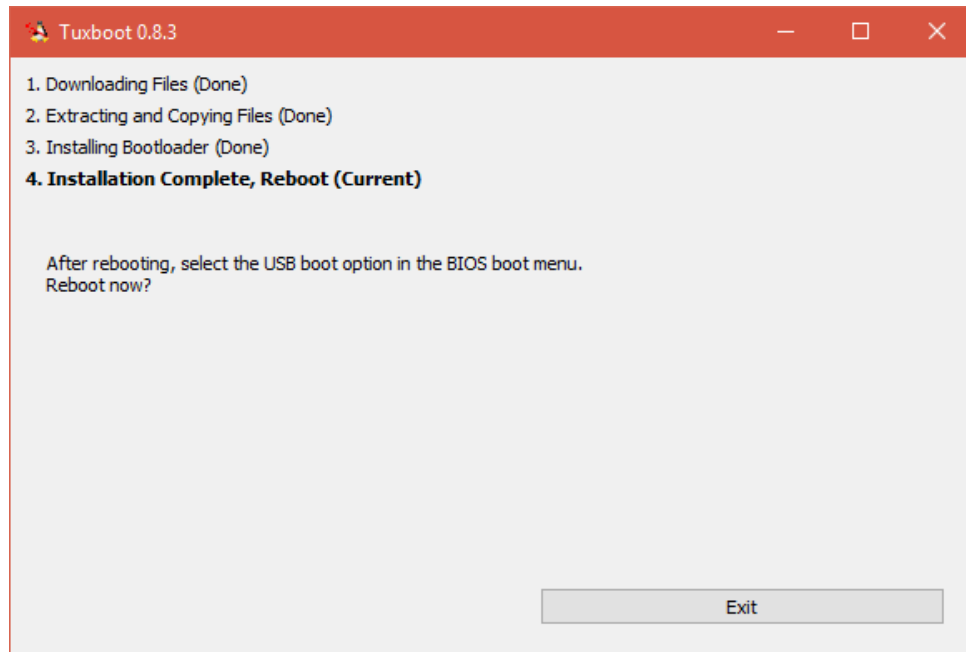 Tuxboot 0.8.3
1. Downloading Files (Done)
2. Extracting and Copying Files (Done)
3. Installing Bootloader (Done)
4. Installation Complete, Reboot (Current)
After rebooting, select the USB boot option in the BIOS boot menu.
Reboot now?
Exit